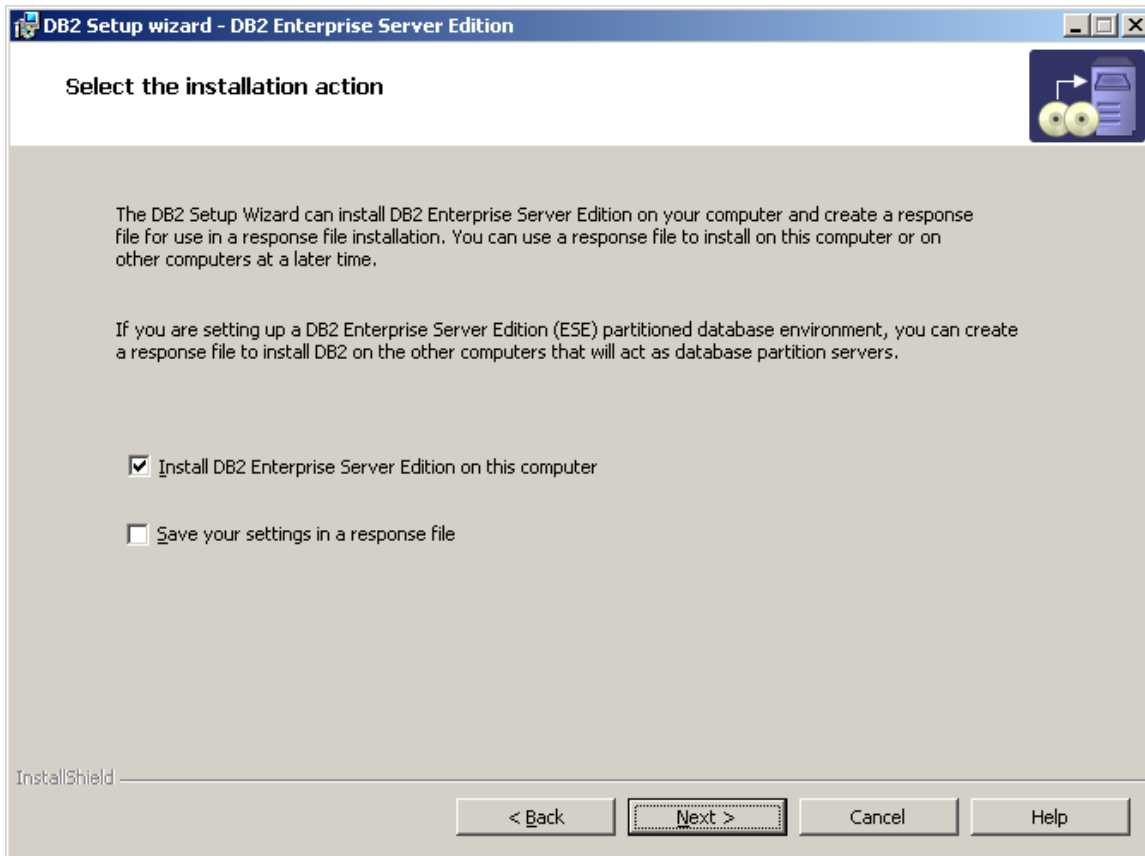 DB2 Setup wizard - DB2 Enterprise Server Edition
Select the installation action
The DB2 Setup Wizard can install DB2 Enterprise Server Edition on your computer and create a response
file for use in a response file installation. You can use a response file to install on this computer or on
other computers at a later time.
If you are setting up a DB2 Enterprise Server Edition (ESE) partitioned database environment, you can create
a response file to install DB2 on the other computers that will act as database partition servers.
Install DB2 Enterprise Server Edition on this computer
Save your settings in a response file
InstallShield
< Back Next > Cancel Help